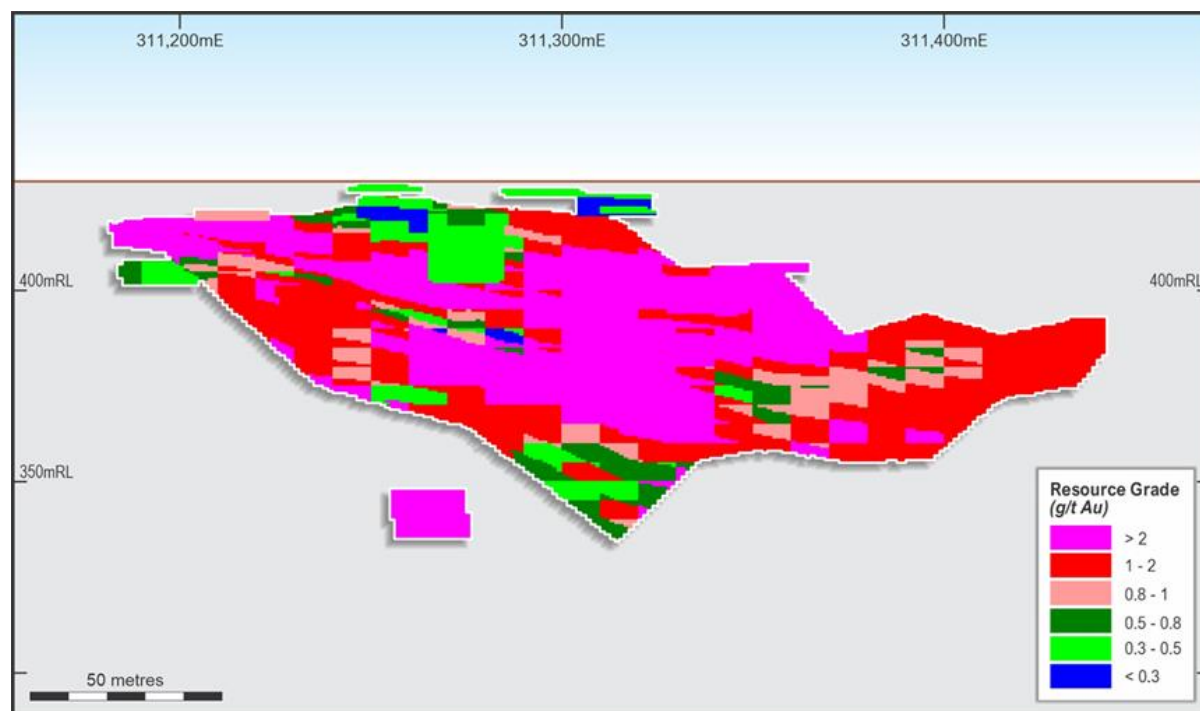 311,200mE
311,300mE
311,400mE
400mRL
400mRL
350mRL
50 metres
Resource Grade
(g/t Au)
> 2
1 - 2
0.8 - 1
0.5 - 0.8
0.3 - 0.5
< 0.3